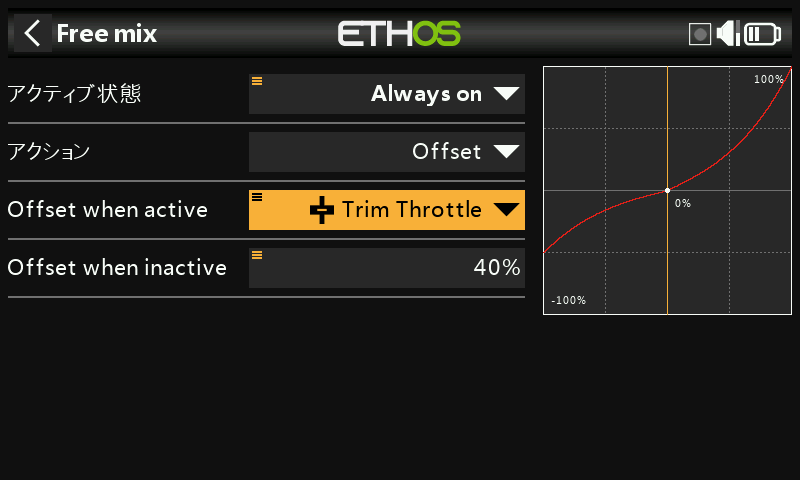 Free mix
ETHOS
アクティブ状態
Always on
アクション
Offset
Offset when active
Trim Throttle
Offset when inactive
40%
100%
0%
-100%